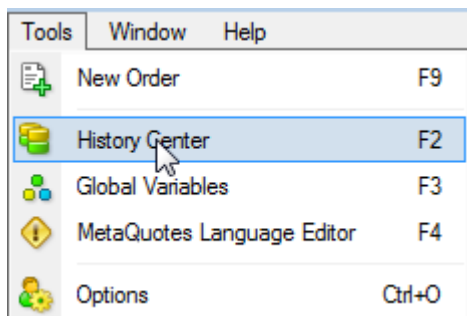 Tools Window Help
New Order F9
History Center F2
Global Variables F3
MetaQuotes Language Editor F4
Options Ctrl+O